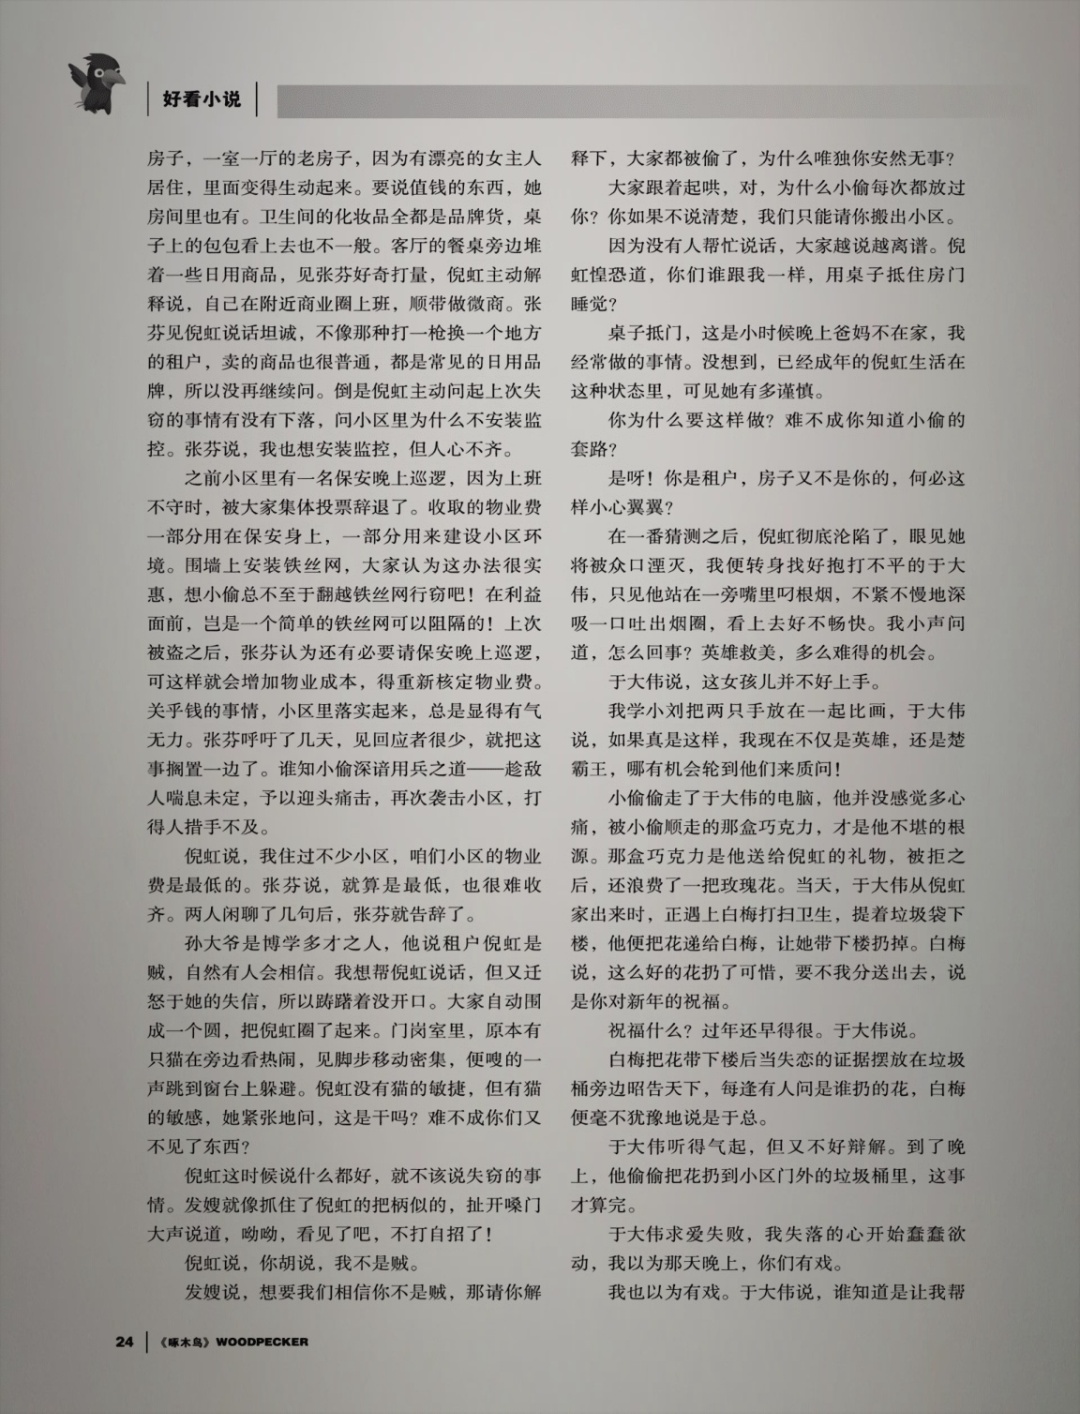 好看小说
房子，一室一厅的老房子，因为有漂亮的女主人
居住，里面变得生动起来。要说值钱的东西，她
房间里也有。卫生间的化妆品全都是品牌货，桌
子上的包包看上去也不一般。客厅的餐桌旁边堆
着一些日用商品，见张芬好奇打量，倪虹主动解
释说，自己在附近商业圈上班，顺带做微商。张
芬见倪虹说话坦诚，不像那种打一枪换一个地方
的租户，卖的商品也很普通，都是常见的日用品
牌，所以没再继续问。倒是倪虹主动问起上次失
窃的事情有没有下落，问小区里为什么不安装监
控。张芬说，我也想安装监控，但人心不齐。
之前小区里有一名保安晚上巡逻，因为上班
不守时，被大家集体投票辞退了。收取的物业费
一部分用在保安身上，一部分用来建设小区环
境。围墙上安装铁丝网，大家认为这办法很实
惠，想小偷总不至于翻越铁丝网行窃吧！在利益
面前，岂是一个简单的铁丝网可以阻隔的！上次
被盗之后，张芬认为还有必要请保安晚上巡逻，
可这样就会增加物业成本，得重新核定物业费。
关乎钱的事情，小区里落实起来，总是显得有气
无力。张芬呼吁了几天，见回应者很少，就把这
事搁置一边了。谁知小偷深谙用兵之道——趁敌
人喘息未定，予以迎头痛击，再次袭击小区，打
得人措手不及。
倪虹说，我住过不少小区，咱们小区的物业
费是最低的。张芬说，就算是最低，也很难收
齐。两人闲聊了几句后，张芬就告辞了。
孙大爷是博学多才之人，他说租户倪虹是
贼，自然有人会相信。我想帮倪虹说话，但又迁
怒于她的失信，所以踌躇着没开口。大家自动围
成一个圆，把倪虹圈了起来。门岗室里，原本有
只猫在旁边看热闹，见脚步移动密集，便嗖的一
声跳到窗台上躲避。倪虹没有猫的敏捷，但有猫
的敏感，她紧张地问，这是干吗？难不成你们又
不见了东西？
倪虹这时候说什么都好，就不该说失窃的事
情。发嫂就像抓住了倪虹的把柄似的，扯开嗓门
大声说道，呦呦，看见了吧，不打自招了！
倪虹说，你胡说，我不是贼。
发嫂说，想要我们相信你不是贼，那请你解
释下，大家都被偷了，为什么唯独你安然无事？
大家跟着起哄，对，为什么小偷每次都放过
你？你如果不说清楚，我们只能请你搬出小区。
因为没有人帮忙说话，大家越说越离谱。倪
虹惶恐道，你们谁跟我一样，用桌子抵住房门
睡觉？
桌子抵门，这是小时候晚上爸妈不在家，我
经常做的事情。没想到，已经成年的倪虹生活在
这种状态里，可见她有多谨慎。
你为什么要这样做？难不成你知道小偷的
套路？
是呀！你是租户，房子又不是你的，何必这
样小心翼翼？
在一番猜测之后，倪虹彻底沦陷了，眼见她
将被众口湮灭，我便转身找好抱打不平的于大
伟，只见他站在一旁嘴里叼根烟，不紧不慢地深
吸一口吐出烟圈，看上去好不畅快。我小声问
道，怎么回事？英雄救美，多么难得的机会。
于大伟说，这女孩儿并不好上手。
我学小刘把两只手放在一起比画，于大伟
说，如果真是这样，我现在不仅是英雄，还是楚
霸王，哪有机会轮到他们来质问！
小偷偷走了于大伟的电脑，他并没感觉多心
痛，被小偷顺走的那盒巧克力，才是他不堪的根
源。那盒巧克力是他送给倪虹的礼物，被拒之
后，还浪费了一把玫瑰花。当天，于大伟从倪虹
家出来时，正遇上白梅打扫卫生，提着垃圾袋下
楼，他便把花递给白梅，让她带下楼扔掉。白梅
说，这么好的花扔了可惜，要不我分送出去，说
是你对新年的祝福。
祝福什么？过年还早得很。于大伟说。
白梅把花带下楼后当失恋的证据摆放在垃圾
桶旁边昭告天下，每逢有人问是谁扔的花，白梅
便毫不犹豫地说是于总。
于大伟听得气起，但又不好辩解。到了晚
上，他偷偷把花扔到小区门外的垃圾桶里，这事
才算完。
于大伟求爱失败，我失落的心开始蠢蠢欲
动，我以为那天晚上，你们有戏。
我也以为有戏。于大伟说，谁知道是让我帮
24 《啄木鸟》WOODPECKER